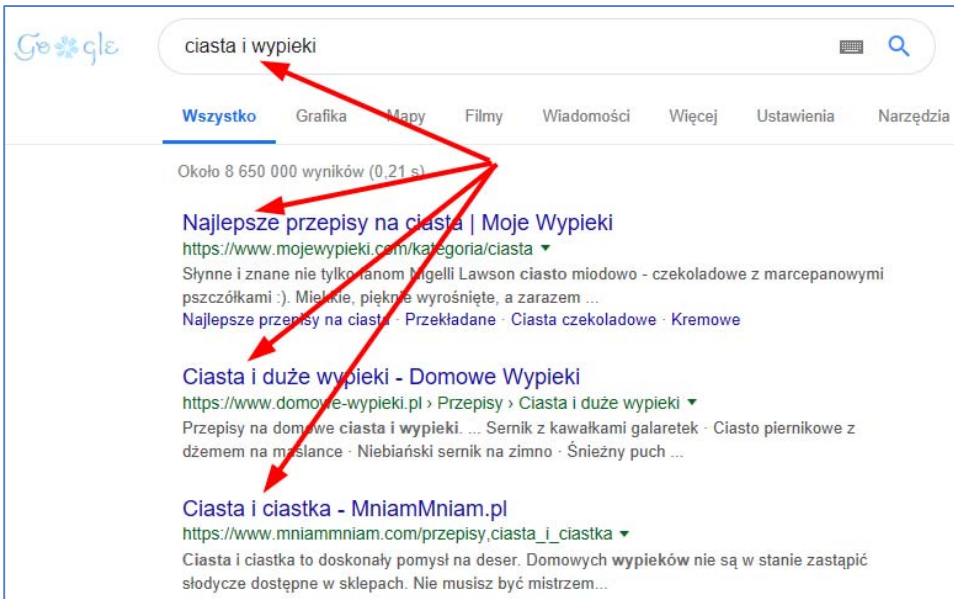 Google
ciasta i wypieki
Wszystko Grafika Mapy Filmy Wiadomości Więcej Ustawienia Narzędzia
Około 8 650 000 wyników (0,21 s)
Najlepsze przepisy na ciasta | Moje Wypieki
https://www.mojewypieki.com/kategoria/ciasta ▼
Słynne i znane nie tylko fanom Nigelli Lawson ciasto miodowo - czekoladowe z marcepanowymi
pszczółkami :). Miękkie, pięknie wyrośnięte, a zarazem ...
Najlepsze przepisy na ciasta · Przekładane · Ciasta czekoladowe · Kremowe
Ciasta i duże wypieki - Domowe Wypieki
https://www.domowe-wypieki.pl › Przepisy › Ciasta i duże wypieki ▼
Przepisy na domowe ciasta i wypieki. ... Sernik z kawałkami galaretek · Ciasto piernikowe z
dżemem na maślance · Niebiański sernik na zimno · Śnieżny puch ...
Ciasta i ciastka - MniamMniam.pl
https://www.mniammniam.com/przepisy,ciasta_i_ciastka ▼
Ciasta i ciastka to doskonały pomysł na deser. Domowych wypieków nie są w stanie zastąpić
słodycze dostępne w sklepach. Nie musisz być mistrzem...